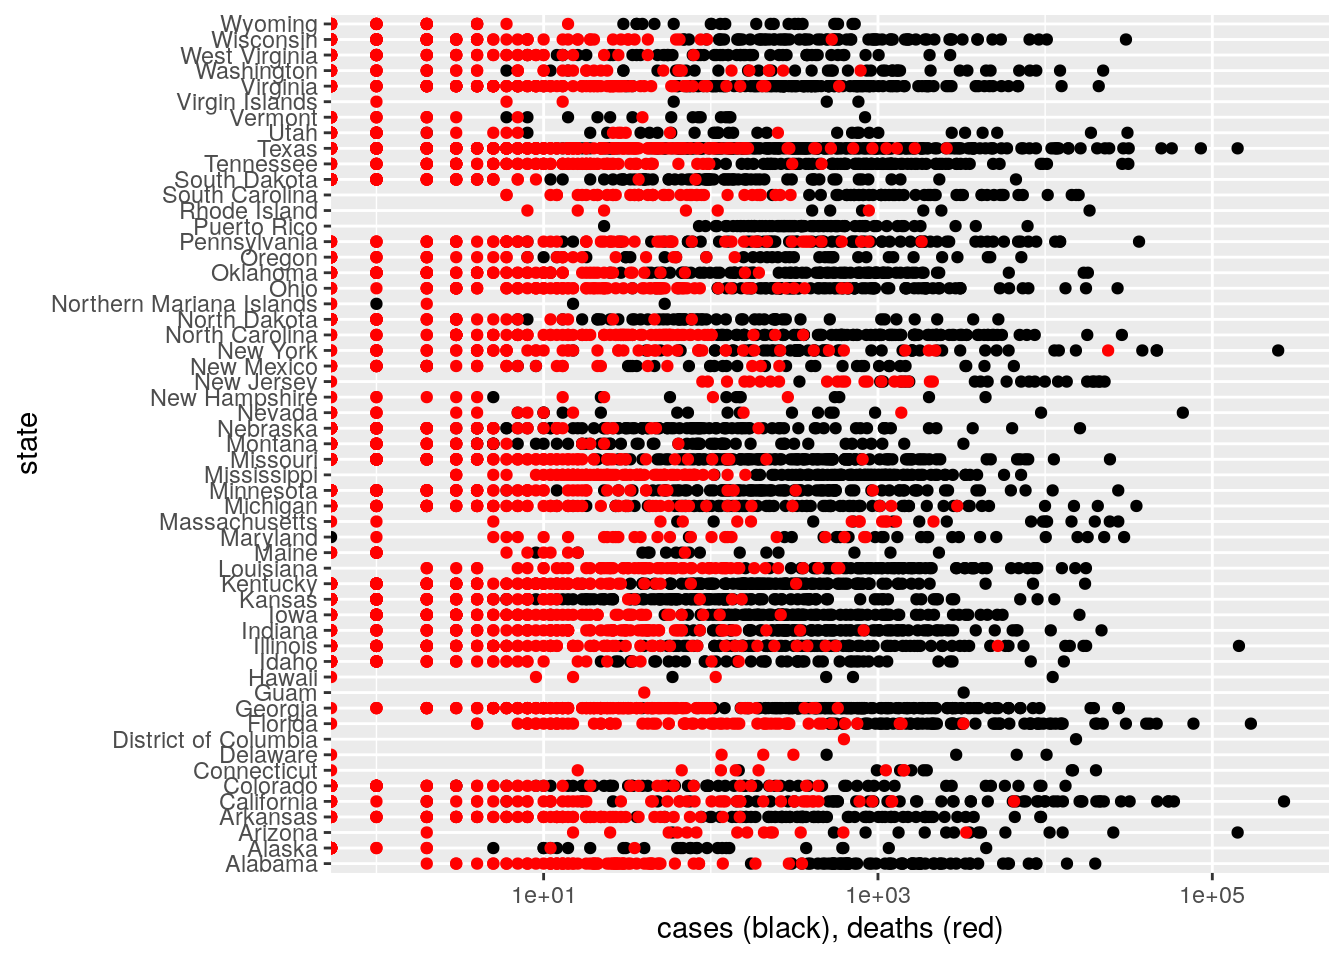 Wyoming
Wisconsin
West Virginia
Washington
Virginia
Virgin Islands
Vermont
Utah
Texas
Tennessee
South Dakota
South Carolina
Rhode Island
Puerto Rico
Pennsylvania
Oregon
Oklahoma
Ohio
Northern Mariana Islands
North Dakota
North Carolina
New York
New Mexico
New Jersey
New Hampshire
Nevada
Nebraska
Montana
Missouri
Mississippi
Minnesota
Michigan
Massachusetts
Maryland
Maine
Louisiana
Kentucky
Kansas
Iowa
Indiana
Illinois
Idaho
Hawaii
Guam
Georgia
Florida
District of Columbia
Delaware
Connecticut
Colorado
California
Arkansas
Arizona
Alaska
Alabama
state
1e+01
1e+03
1e+05
cases (black), deaths (red)